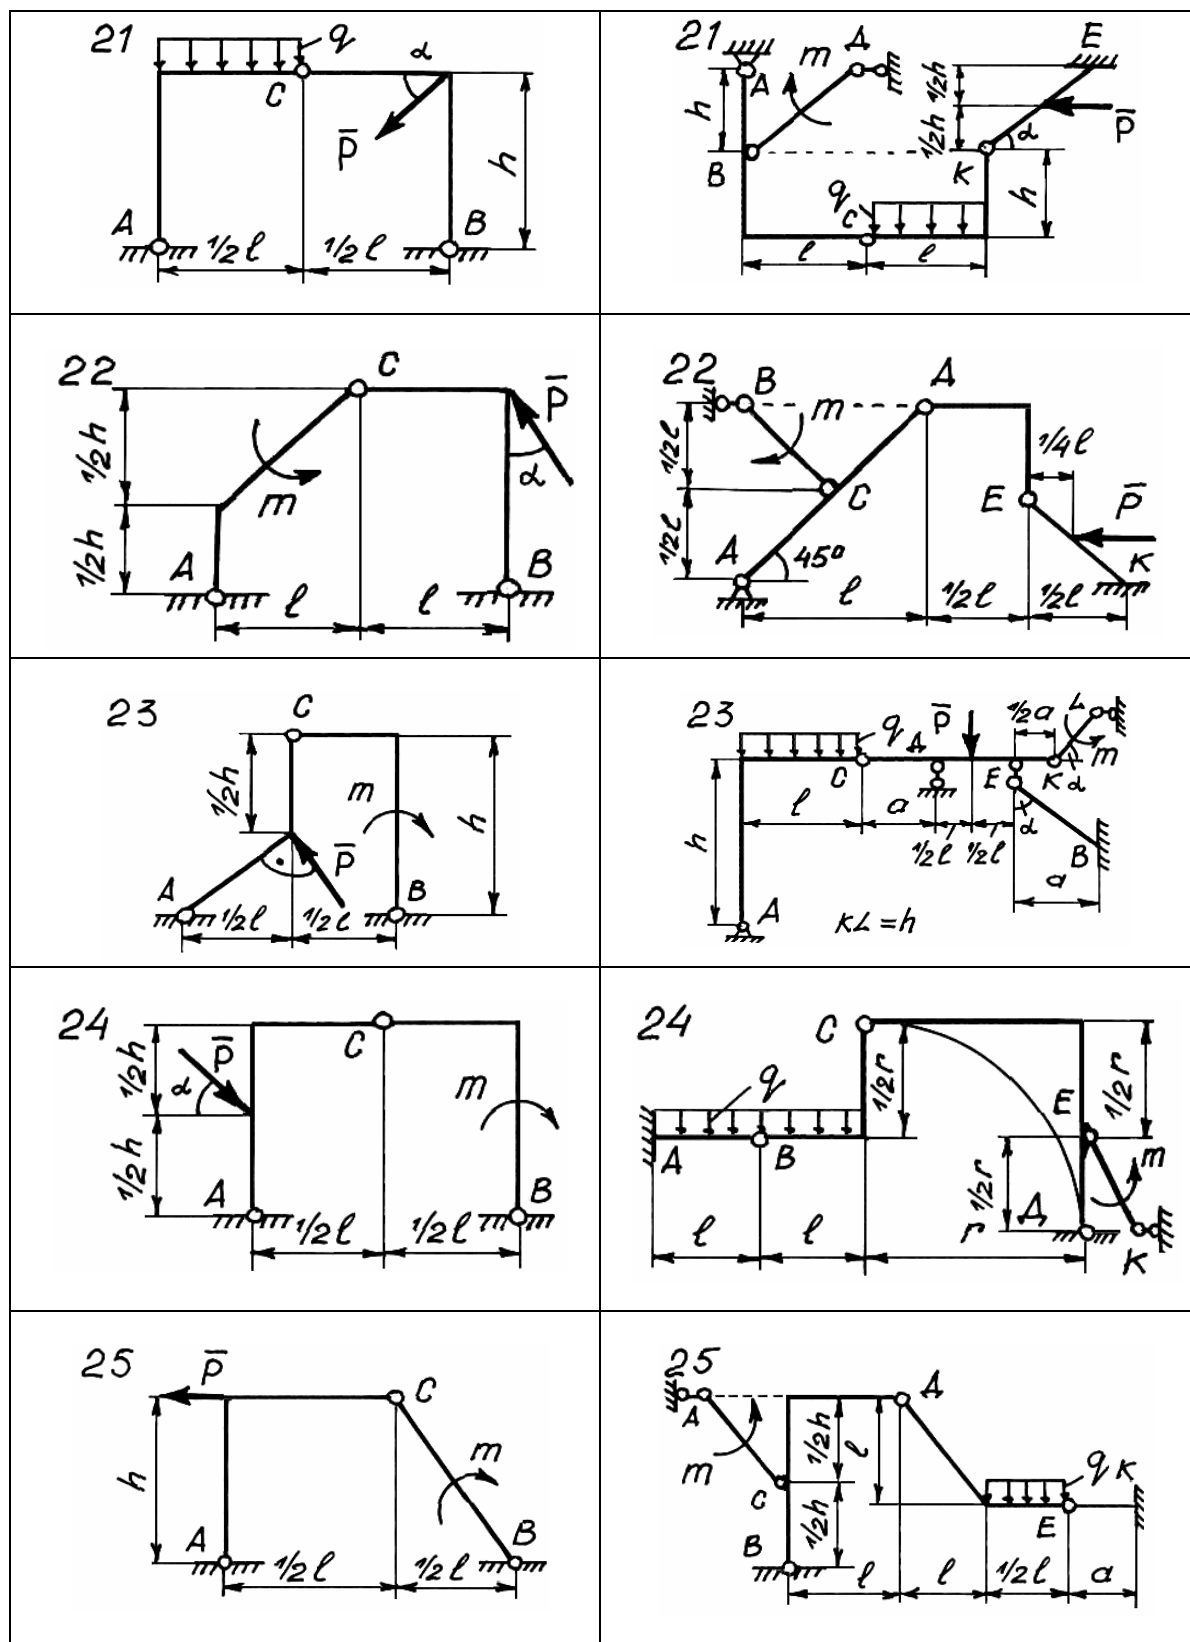 21 q α
C
P̅
h
A B
½l ½l
21 Д E
m
A ½h
h P̅
½h α
B K
q
C h
l l
22 C
P̅
½h
α
m
½h A B
l l
22 B Д
m
½l ¼l
C E P̅
½l
A 45° K
l ½l ½l
23 C
½h
m h
P̅
A B
½l ½l
23 q Д P̅ ½a L
m
C E K α
l a α
h ½l ½l B
a
A KL = h
24
½h P̅ C
α m
½h
A B
½l ½l
24 C
q ½r ½r
E
A B m
½r
Д
l l r K
25 P̅
C
m
h
A B
½l ½l
25 Д
A
½h l
m
C q K
½h
B E
l l ½l a